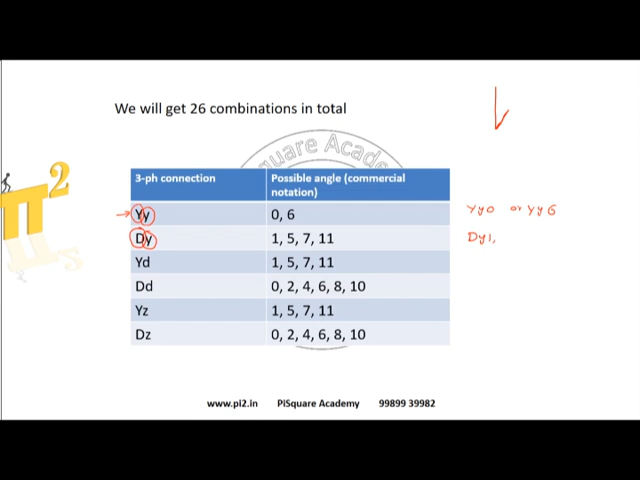 We will get 26 combinations in total
π2
Square Academy
3-ph connection Possible angle (commercial
notation)
Yy 0, 6 Yy0 or Yy6
Dy 1, 5, 7, 11 Dy1,
Yd 1, 5, 7, 11
Dd 0, 2, 4, 6, 8, 10
Yz 1, 5, 7, 11
Dz 0, 2, 4, 6, 8, 10
www.pi2.in PiSquare Academy 99899 39982